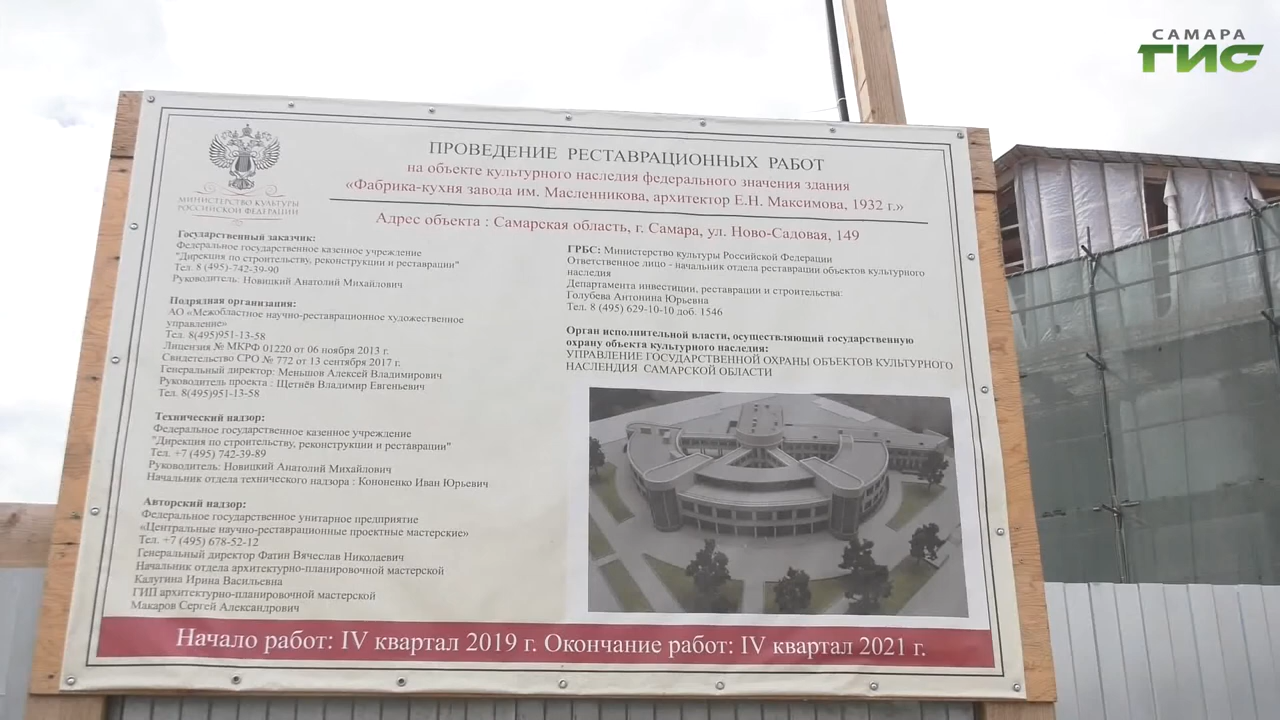 САМАРА
ГИС
ПРОВЕДЕНИЕ РЕСТАВРАЦИОННЫХ РАБОТ
на объекте культурного наследия федерального значения здания
«Фабрика-кухня завода им. Масленникова, архитектор Е.Н. Максимова, 1932 г.»
Адрес объекта : Самарская область, г. Самара, ул. Ново-Садовая, 149
МИНИСТЕРСТВО КУЛЬТУРЫ
РОССИЙСКОЙ ФЕДЕРАЦИИ
Государственный заказчик:
Федеральное государственное казенное учреждение
"Дирекция по строительству, реконструкции и реставрации"
Тел. 8 (495)-742-39-90
Руководитель: Новицкий Анатолий Михайлович
Подрядная организация:
АО «Межобластное научно-реставрационное художественное
управление»
Тел. 8(495)951-13-58
Лицензия № МКРФ 01220 от 06 ноября 2013 г.
Свидетельство СРО № 772 от 13 сентября 2017 г.
Генеральный директор: Меньшов Алексей Владимирович
Руководитель проекта : Щетнёв Владимир Евгеньевич
Тел. 8(495)951-13-58
Технический надзор:
Федеральное государственное казенное учреждение
"Дирекция по строительству, реконструкции и реставрации"
Тел. +7 (495) 742-39-89
Руководитель: Новицкий Анатолий Михайлович
Начальник отдела технического надзора : Кононенко Иван Юрьевич
Авторский надзор:
Федеральное государственное унитарное предприятие
«Центральные научно-реставрационные проектные мастерские»
Тел. +7 (495) 678-52-12
Генеральный директор Фатин Вячеслав Николаевич
Начальник отдела архитектурно-планировочной мастерской
Калугина Ирина Васильевна
ГИП архитектурно-планировочной мастерской
Макаров Сергей Александрович
ГРБС: Министерство культуры Российской Федерации
Ответственное лицо - начальник отдела реставрации объектов культурного
наследия
Департамента инвестиции, реставрации и строительства:
Голубева Антонина Юрьевна
Тел. 8 (495) 629-10-10 доб. 1546
Орган исполнительной власти, осуществляющий государственную
охрану объекта культурного наследия:
УПРАВЛЕНИЕ ГОСУДАРСТВЕННОЙ ОХРАНЫ ОБЪЕКТОВ КУЛЬТУРНОГО
НАСЛЕНДИЯ САМАРСКОЙ ОБЛАСТИ
Начало работ: IV квартал 2019 г. Окончание работ: IV квартал 2021 г.